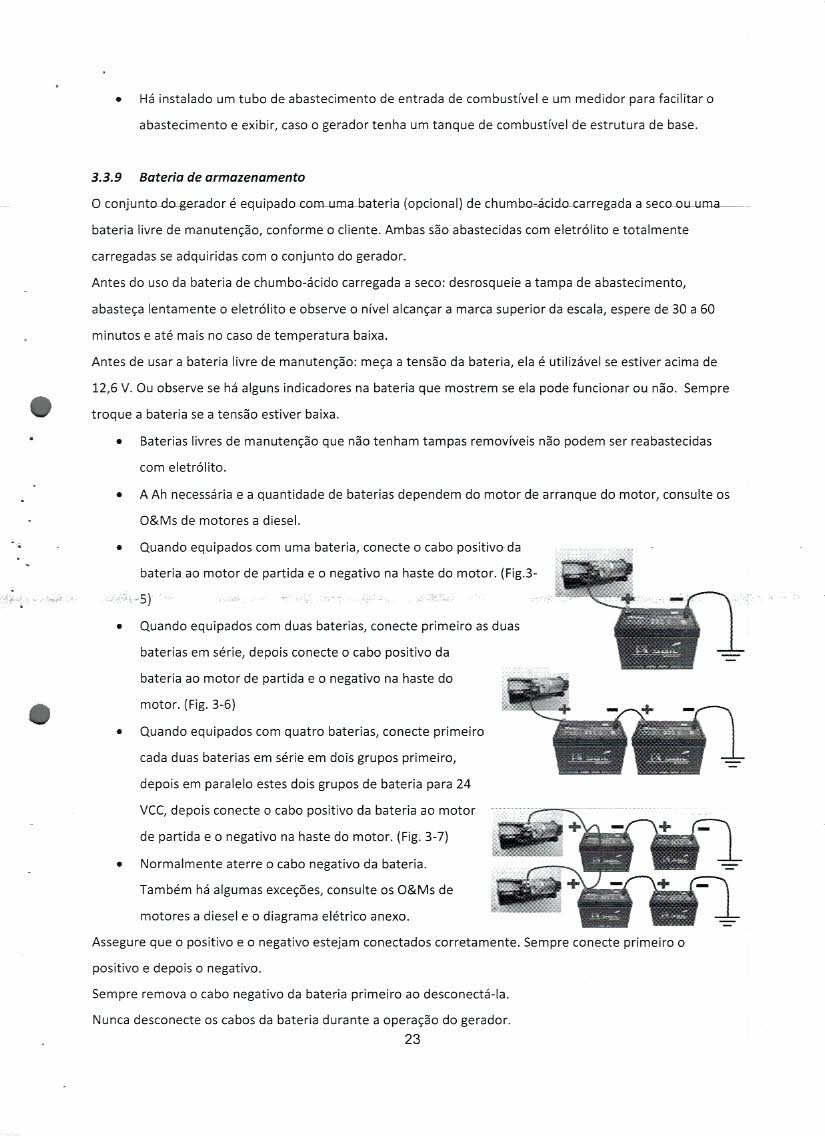 • Há instalado um tubo de abastecimento de entrada de combustível e um medidor para facilitar o
abastecimento e exibir, caso o gerador tenha um tanque de combustível de estrutura de base.
3.3.9 Bateria de armazenamento
O conjunto do gerador é equipado com uma bateria (opcional) de chumbo-ácido carregada a seco ou uma
bateria livre de manutenção, conforme o cliente. Ambas são abastecidas com eletrólito e totalmente
carregadas se adquiridas com o conjunto do gerador.
Antes do uso da bateria de chumbo-ácido carregada a seco: desrosqueie a tampa de abastecimento,
abasteça lentamente o eletrólito e observe o nível alcançar a marca superior da escala, espere de 30 a 60
minutos e até mais no caso de temperatura baixa.
Antes de usar a bateria livre de manutenção: meça a tensão da bateria, ela é utilizável se estiver acima de
12,6 V. Ou observe se há alguns indicadores na bateria que mostrem se ela pode funcionar ou não. Sempre
troque a bateria se a tensão estiver baixa.
• Baterias livres de manutenção que não tenham tampas removíveis não podem ser reabastecidas
com eletrólito.
• A Ah necessária e a quantidade de baterias dependem do motor de arranque do motor, consulte os
O&Ms de motores a diesel.
• Quando equipados com uma bateria, conecte o cabo positivo da
bateria ao motor de partida e o negativo na haste do motor. (Fig.3-
5)
+ -
• Quando equipados com duas baterias, conecte primeiro as duas
baterias em série, depois conecte o cabo positivo da
bateria ao motor de partida e o negativo na haste do
motor. (Fig. 3-6)
+ - + -
• Quando equipados com quatro baterias, conecte primeiro
cada duas baterias em série em dois grupos primeiro,
depois em paralelo estes dois grupos de bateria para 24
VCC, depois conecte o cabo positivo da bateria ao motor
de partida e o negativo na haste do motor. (Fig. 3-7)
+ - + -
• Normalmente aterre o cabo negativo da bateria.
Também há algumas exceções, consulte os O&Ms de
+ - + -
motores a diesel e o diagrama elétrico anexo.
Assegure que o positivo e o negativo estejam conectados corretamente. Sempre conecte primeiro o
positivo e depois o negativo.
Sempre remova o cabo negativo da bateria primeiro ao desconectá-la.
Nunca desconecte os cabos da bateria durante a operação do gerador.
23